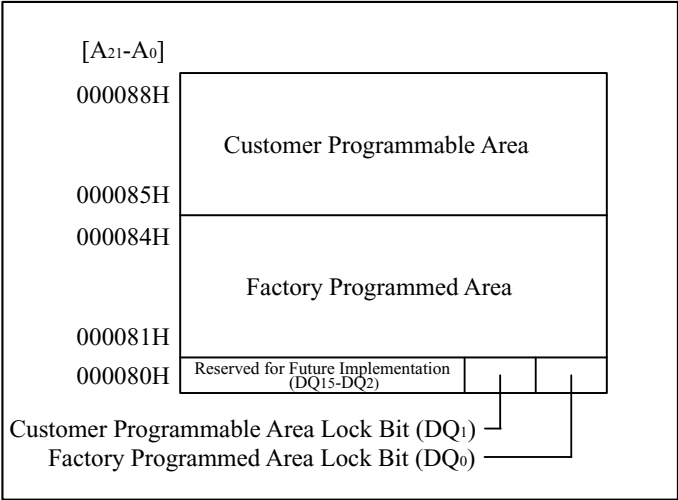 [A21-A0]
000088H
Customer Programmable Area
000085H
000084H
Factory Programmed Area
000081H
000080H
Reserved for Future Implementation
(DQ15-DQ2)
Customer Programmable Area Lock Bit (DQ1)
Factory Programmed Area Lock Bit (DQ0)